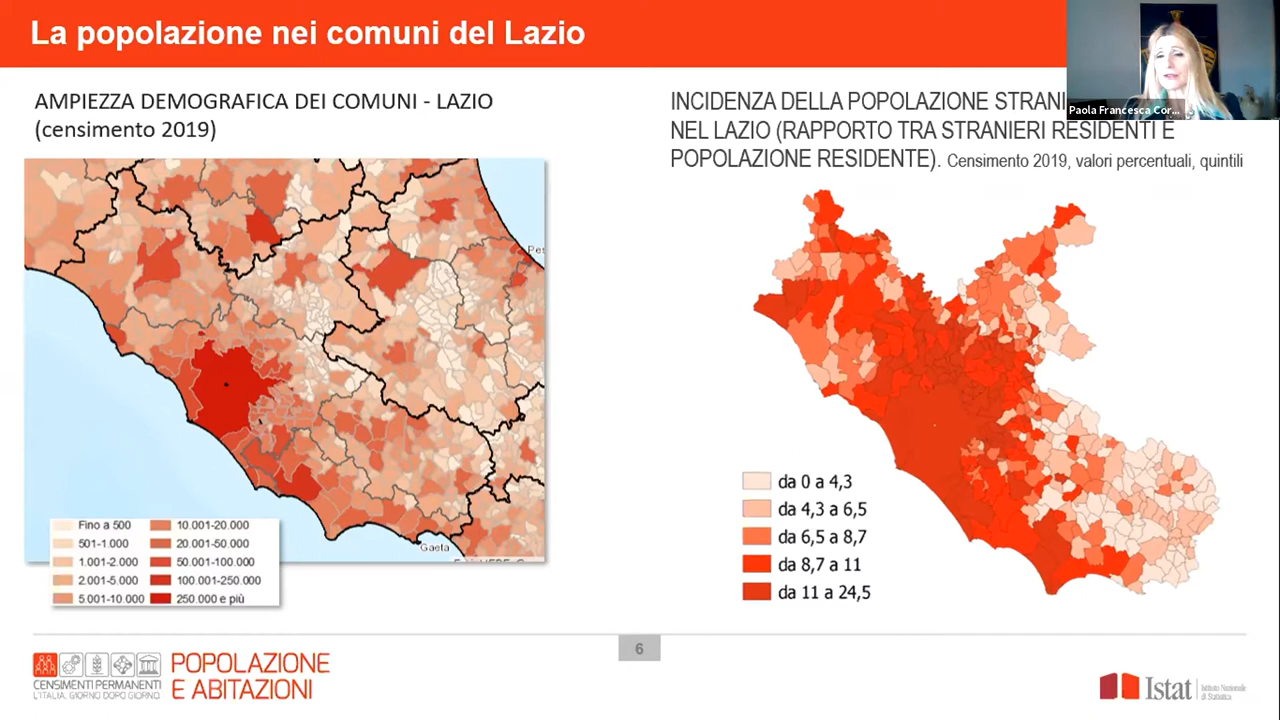 La popolazione nei comuni del Lazio
Paola Francesca Cor...
AMPIEZZA DEMOGRAFICA DEI COMUNI - LAZIO
(censimento 2019)
INCIDENZA DELLA POPOLAZIONE STRANI
NEL LAZIO (RAPPORTO TRA STRANIERI RESIDENTI E
POPOLAZIONE RESIDENTE). Censimento 2019, valori percentuali, quintili
Pes
Gaeta
Fino a 500
501-1.000
1.001-2.000
2.001-5.000
5.001-10.000
10.001-20.000
20.001-50.000
50.001-100.000
100.001-250.000
250.000 e più
da 0 a 4,3
da 4,3 a 6,5
da 6,5 a 8,7
da 8,7 a 11
da 11 a 24,5
6
CENSIMENTI PERMANENTI
L'ITALIA, GIORNO DOPO GIORNO.
POPOLAZIONE
E ABITAZIONI
Istat
Istituto Nazionale
di Statistica